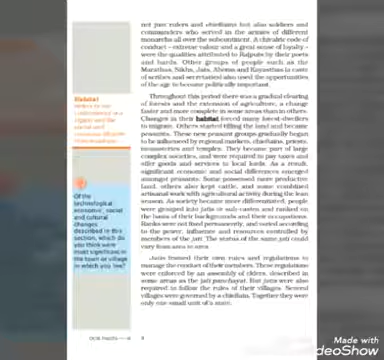 not just rulers and chieftains but also soldiers and
commanders who served in the armies of different
monarchs all over the subcontinent. A chivalric code of
conduct – extreme valour and a great sense of loyalty –
were the qualities attributed to Rajputs by their poets
and bards. Other groups of people such as the
Marathas, Sikhs, Jats, Ahoms and Kayasthas (a caste
of scribes and secretaries) also used the opportunities
of the age to become politically important.
Throughout this period there was a gradual clearing
of forests and the extension of agriculture, a change
faster and more complete in some areas than in others.
Changes in their habitat forced many forest-dwellers
to migrate. Others started tilling the land and became
peasants. These new peasant groups gradually began
to be influenced by regional markets, chieftains, priests,
monasteries and temples. They became part of large,
complex societies, and were required to pay taxes and
offer goods and services to local lords. As a result,
significant economic and social differences emerged
amongst peasants. Some possessed more productive
land, others also kept cattle, and some combined
artisanal work with agricultural activity during the lean
season. As society became more differentiated, people
were grouped into jatis or sub-castes and ranked on
the basis of their backgrounds and their occupations.
Ranks were not fixed permanently, and varied according
to the power, influence and resources controlled by
members of the jati. The status of the same jati could
vary from area to area.
Jatis framed their own rules and regulations to
manage the conduct of their members. These regulations
were enforced by an assembly of elders, described in
some areas as the jati panchayat. But jatis were also
required to follow the rules of their villages. Several
villages were governed by a chieftain. Together they were
only one small unit of a state.
Habitat
?
Of the
technological,
economic, social
and cultural
changes
described in this
section, which do
you think were
most significant in
the town or village
in which you live?
OUR PASTS – II
8
Made with
VideoShow